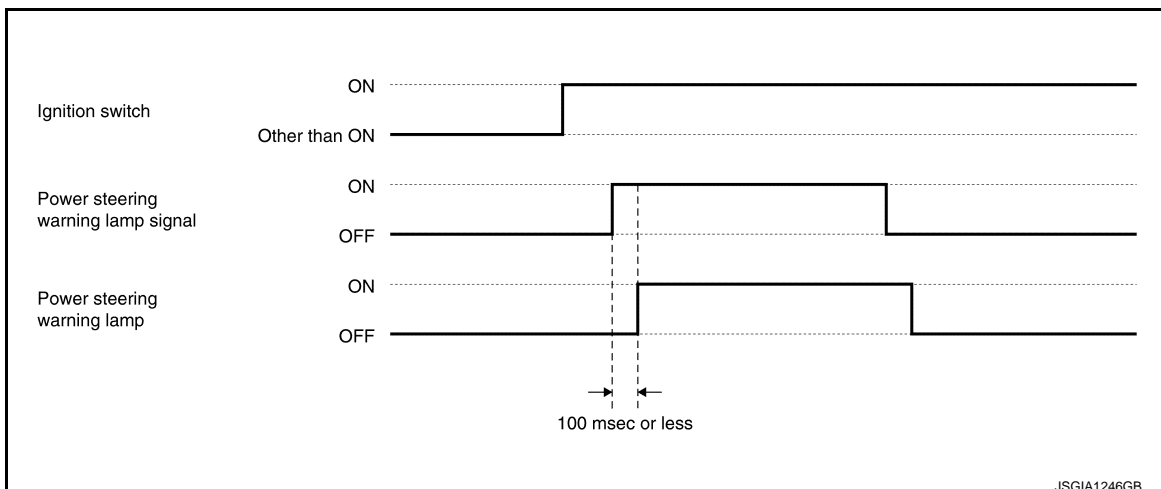 ON
Ignition switch
Other than ON
ON
Power steering
warning lamp signal
OFF
ON
Power steering
warning lamp
OFF
100 msec or less
JSGIA1246GB